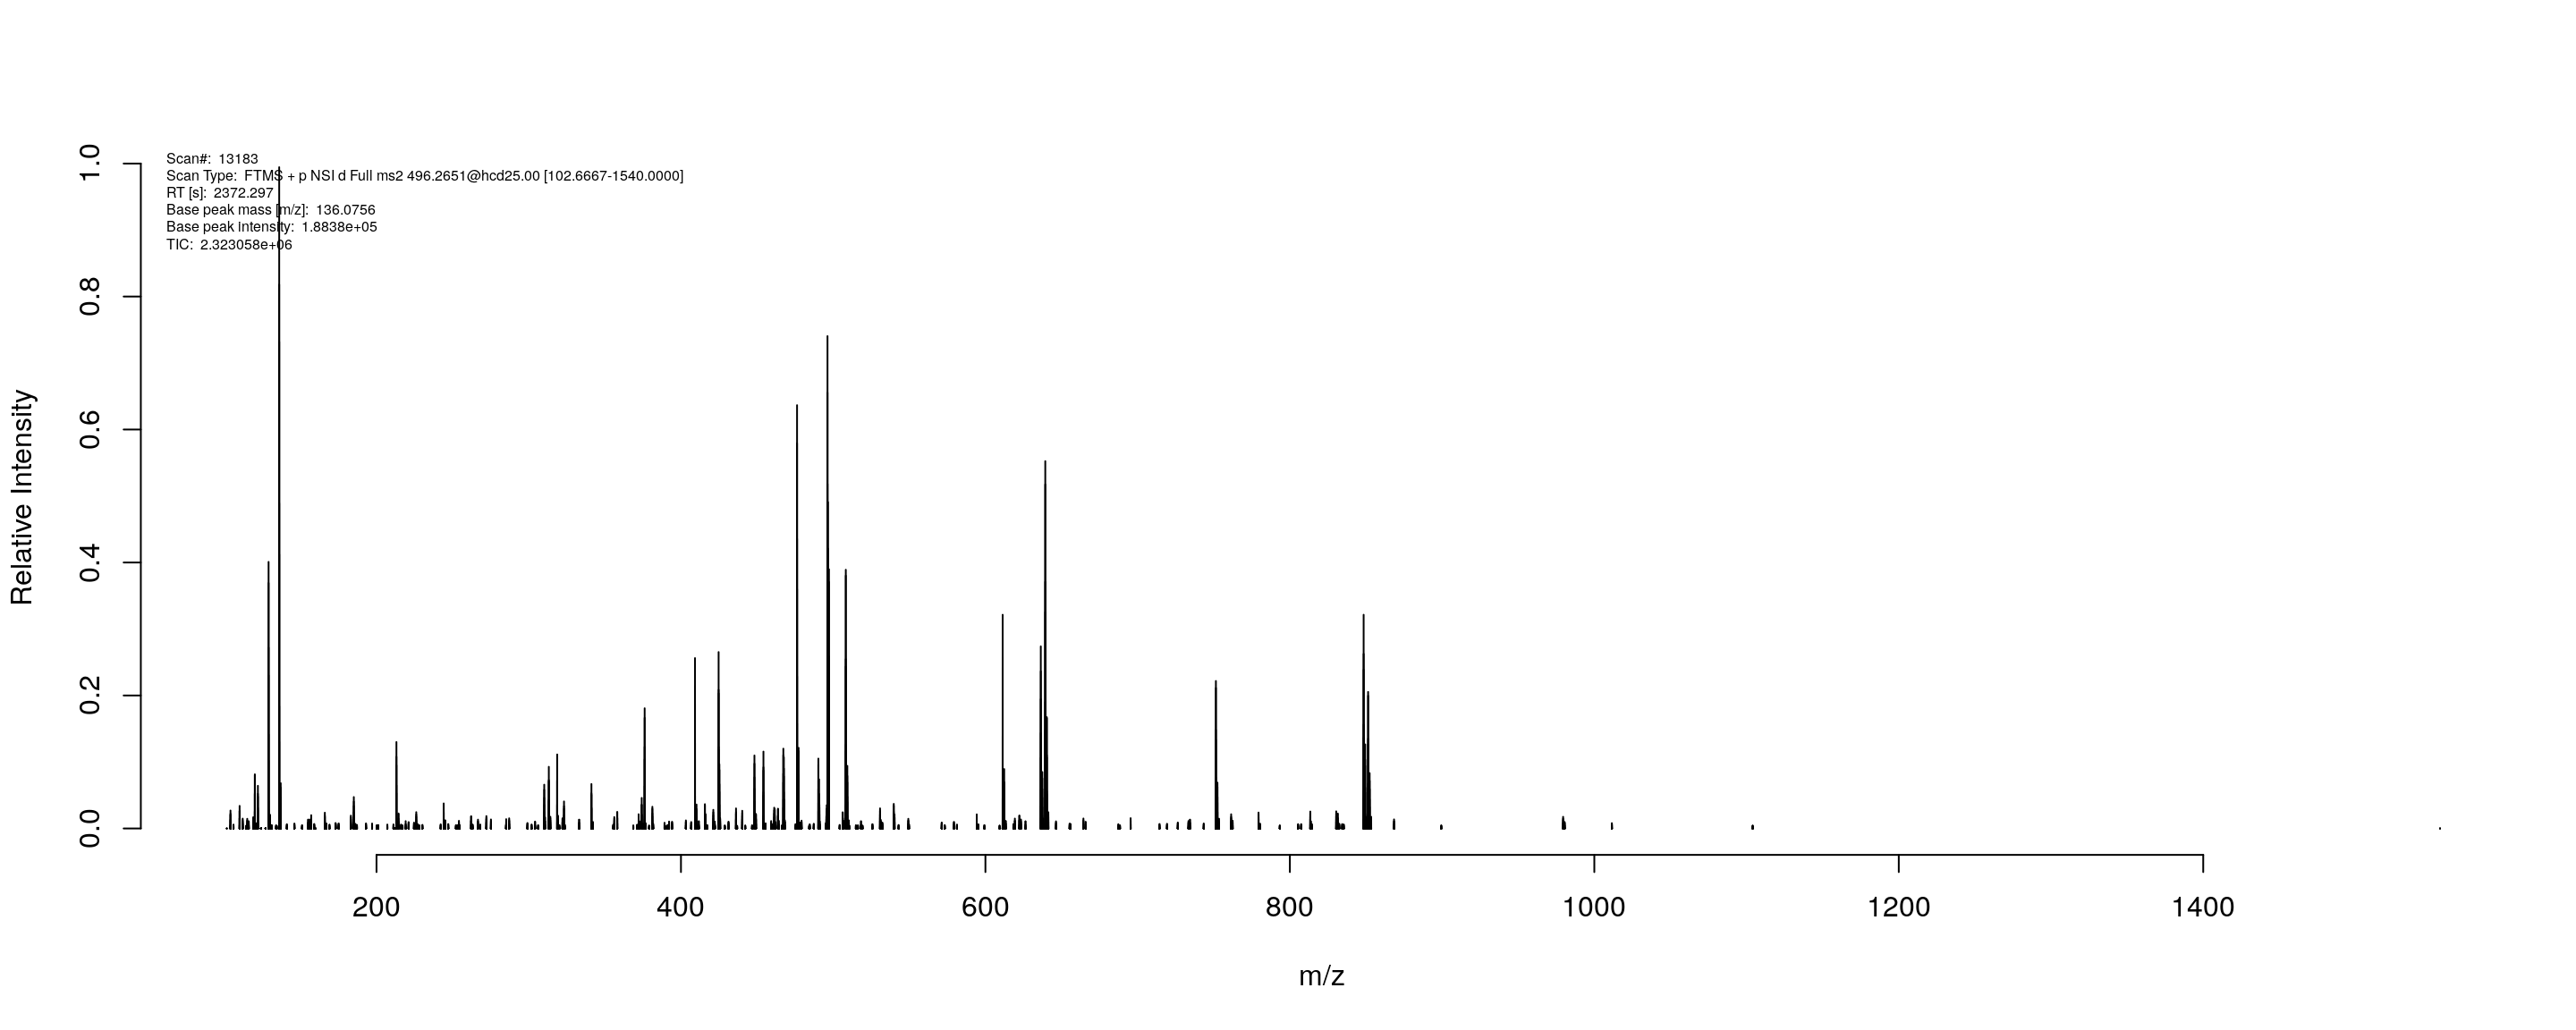 Scan#: 13183
Scan Type: FTMS + p NSI d Full ms2 496.2651@hcd25.00 [102.6667-1540.0000]
RT [s]: 2372.297
Base peak mass [m/z]: 136.0756
Base peak intensity: 1.8838e+05
TIC: 2.323058e+06
Relative Intensity
1.0
0.8
0.6
0.4
0.2
0.0
200 400 600 800 1000 1200 1400
m/z